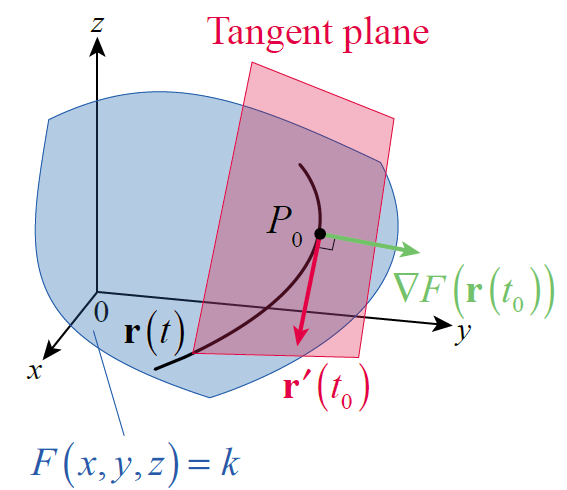 z
Tangent plane
P₀
∇F(r(t₀))
0
r(t)
y
x
r′(t₀)
F(x, y, z) = k